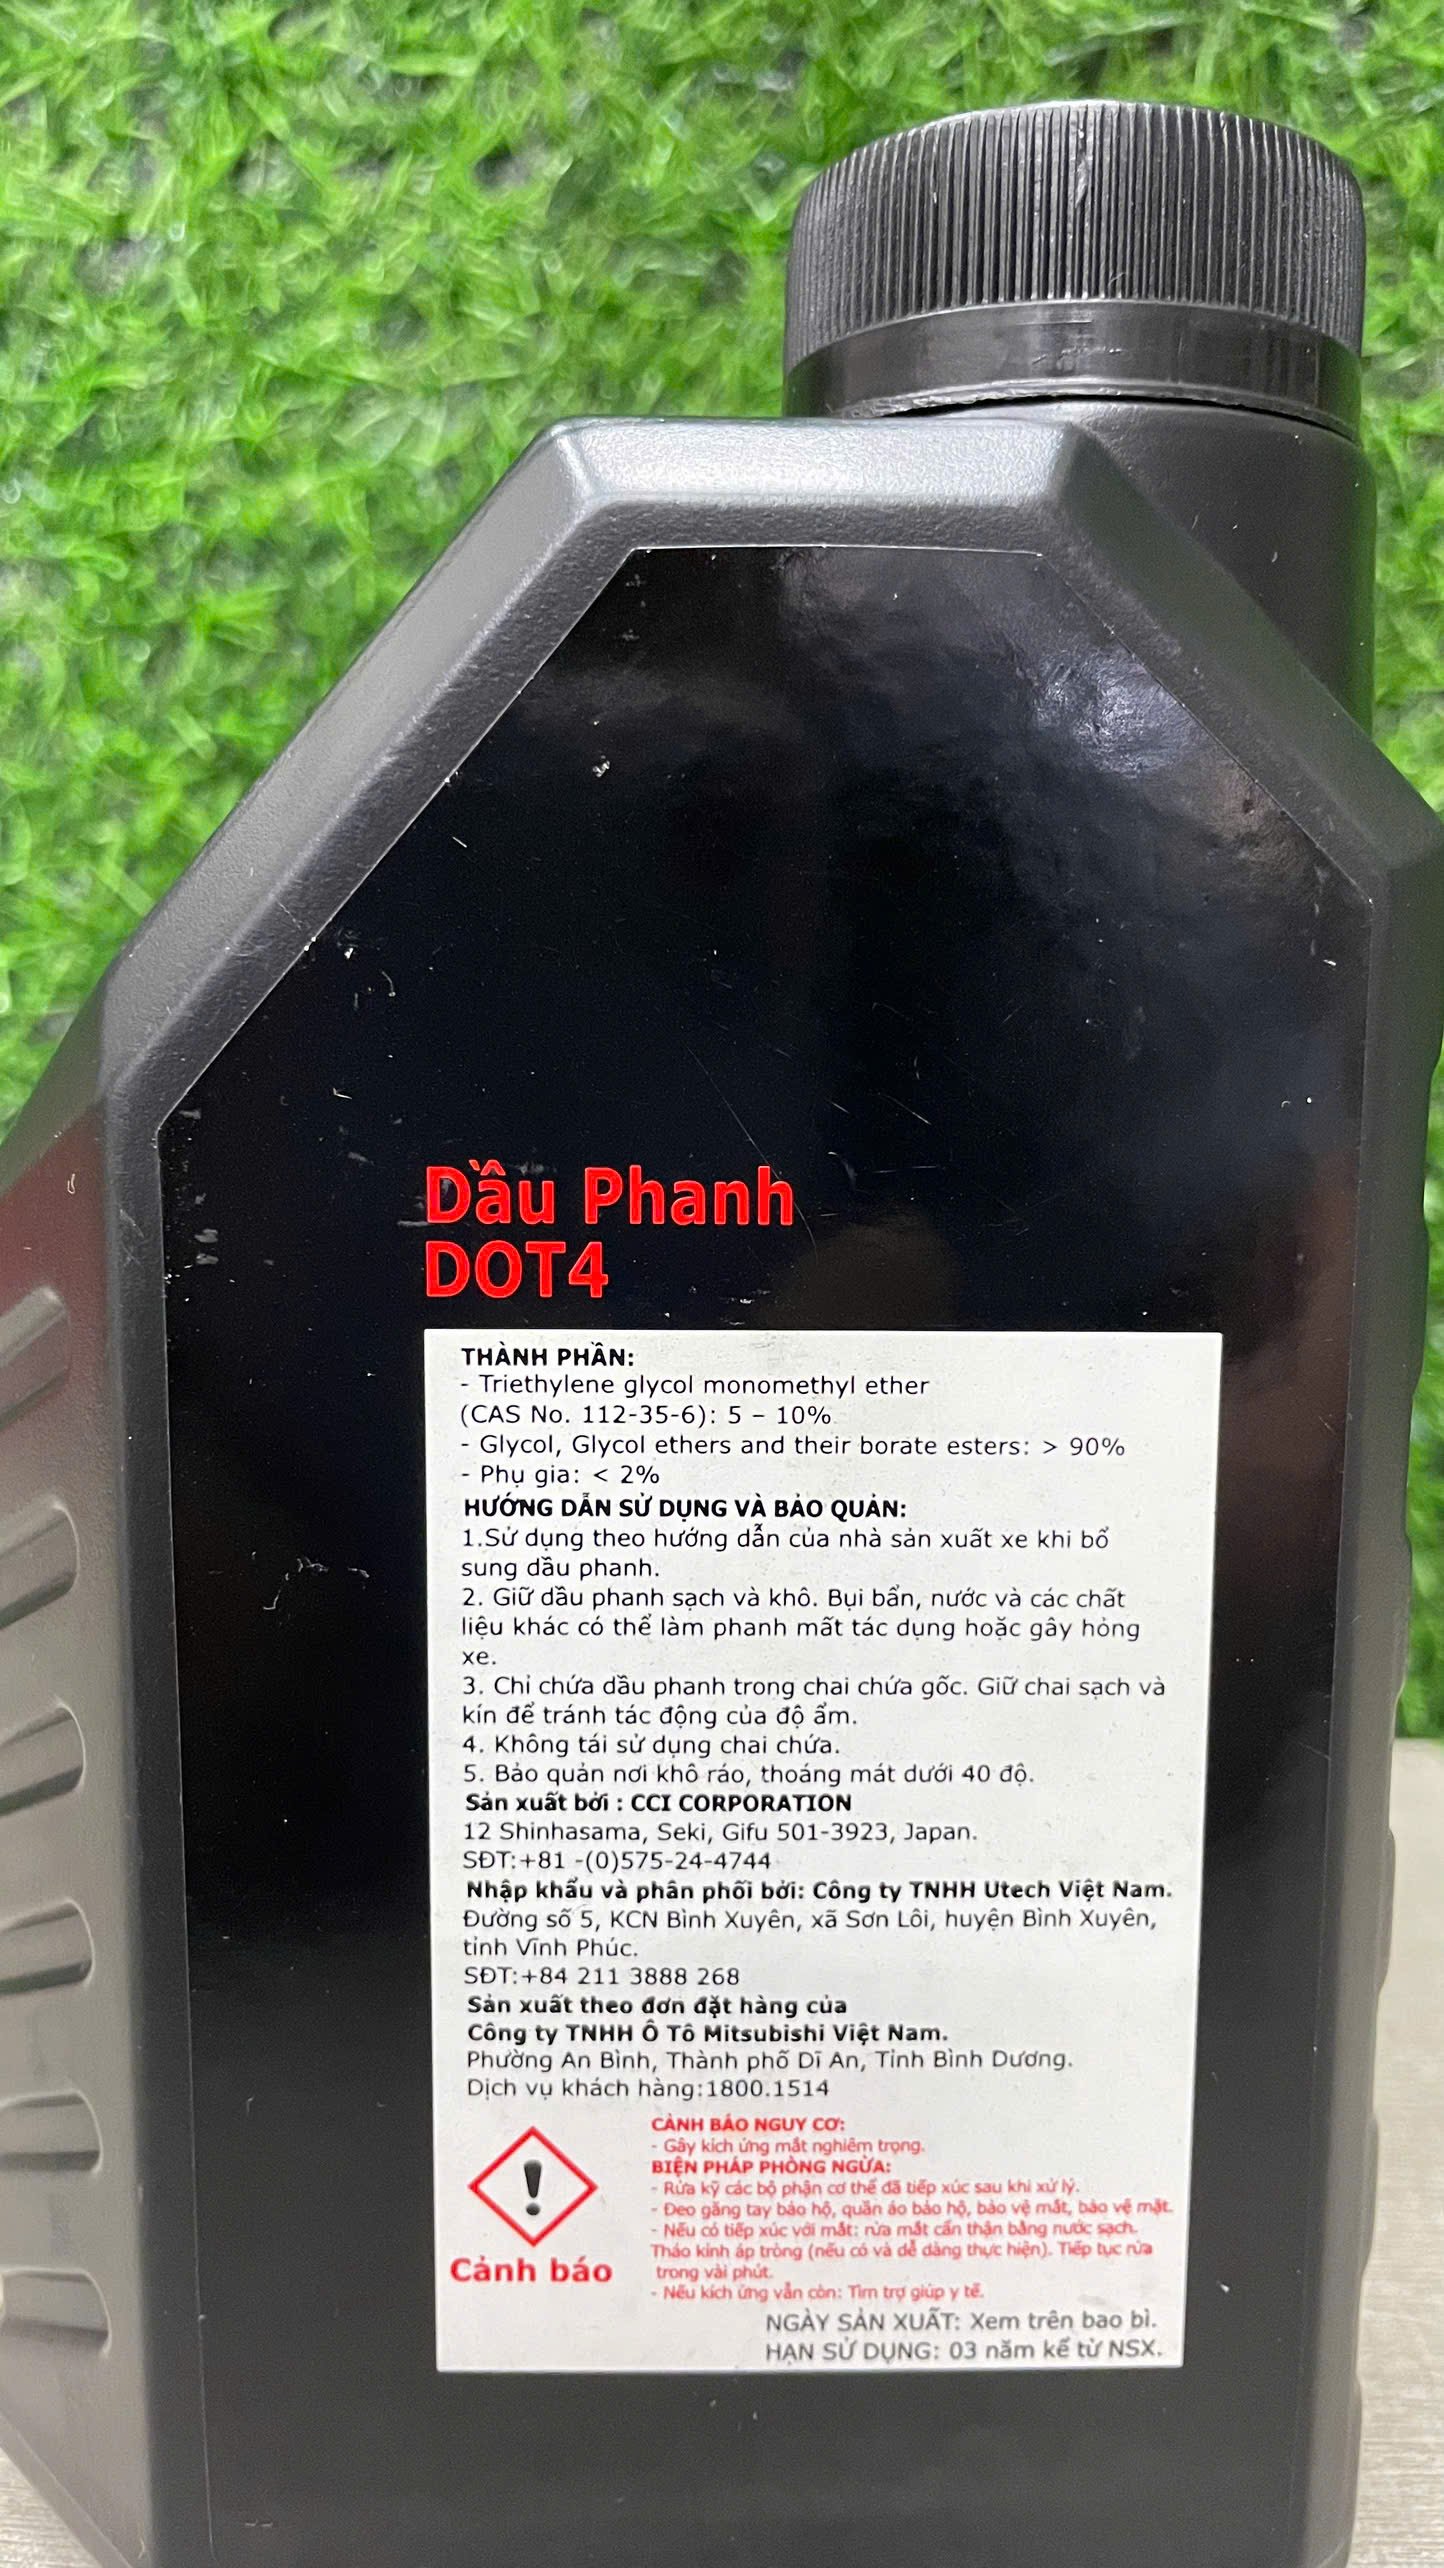 Dầu Phanh
DOT4
THÀNH PHẦN:
- Triethylene glycol monomethyl ether
(CAS No. 112-35-6): 5 – 10%
- Glycol, Glycol ethers and their borate esters: > 90%
- Phụ gia: < 2%
HƯỚNG DẪN SỬ DỤNG VÀ BẢO QUẢN:
1.Sử dụng theo hướng dẫn của nhà sản xuất xe khi bổ
sung dầu phanh.
2. Giữ dầu phanh sạch và khô. Bụi bẩn, nước và các chất
liệu khác có thể làm phanh mất tác dụng hoặc gây hỏng
xe.
3. Chỉ chứa dầu phanh trong chai chứa gốc. Giữ chai sạch và
kín để tránh tác động của độ ẩm.
4. Không tái sử dụng chai chứa.
5. Bảo quản nơi khô ráo, thoáng mát dưới 40 độ.
Sản xuất bởi : CCI CORPORATION
12 Shinhasama, Seki, Gifu 501-3923, Japan.
SĐT:+81 -(0)575-24-4744
Nhập khẩu và phân phối bởi: Công ty TNHH Utech Việt Nam.
Đường số 5, KCN Bình Xuyên, xã Sơn Lôi, huyện Bình Xuyên,
tỉnh Vĩnh Phúc.
SĐT:+84 211 3888 268
Sản xuất theo đơn đặt hàng của
Công ty TNHH Ô Tô Mitsubishi Việt Nam.
Phường An Bình, Thành phố Dĩ An, Tỉnh Bình Dương.
Dịch vụ khách hàng:1800.1514
Cảnh báo
CẢNH BÁO NGUY CƠ:
- Gây kích ứng mắt nghiêm trọng.
BIỆN PHÁP PHÒNG NGỪA:
- Rửa kỹ các bộ phận cơ thể đã tiếp xúc sau khi xử lý.
- Đeo găng tay bảo hộ, quần áo bảo hộ, bảo vệ mắt, bảo vệ mặt.
- Nếu có tiếp xúc với mắt: rửa mắt cẩn thận bằng nước sạch.
Tháo kính áp tròng (nếu có và dễ dàng thực hiện). Tiếp tục rửa
trong vài phút.
- Nếu kích ứng vẫn còn: Tìm trợ giúp y tế.
NGÀY SẢN XUẤT: Xem trên bao bì.
HẠN SỬ DỤNG: 03 năm kể từ NSX.